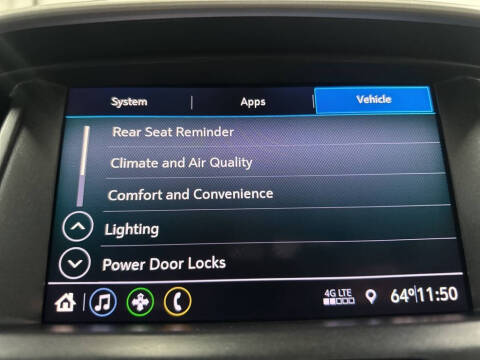 System Apps Vehicle
Rear Seat Reminder
Climate and Air Quality
Comfort and Convenience
Lighting
Power Door Locks
4G LTE 64° 11:50